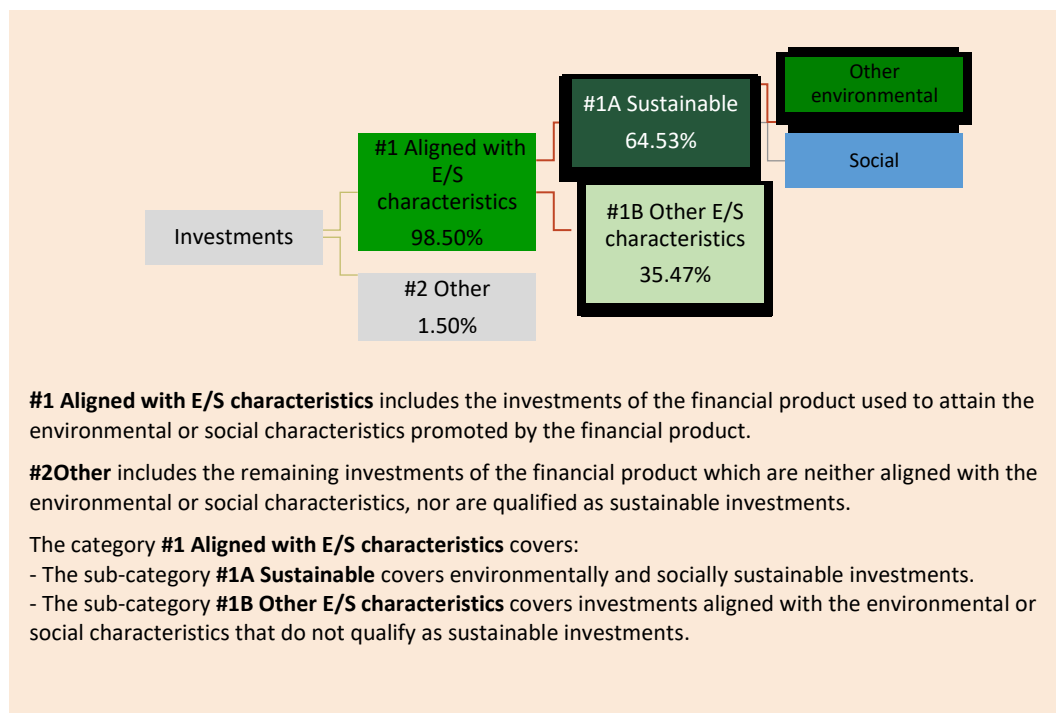 Investments
#1 Aligned with
E/S
characteristics
98.50%
#2 Other
1.50%
#1A Sustainable
64.53%
#1B Other E/S
characteristics
35.47%
Other
environmental
Social
#1 Aligned with E/S characteristics includes the investments of the financial product used to attain the
environmental or social characteristics promoted by the financial product.
#2Other includes the remaining investments of the financial product which are neither aligned with the
environmental or social characteristics, nor are qualified as sustainable investments.
The category #1 Aligned with E/S characteristics covers:
- The sub-category #1A Sustainable covers environmentally and socially sustainable investments.
- The sub-category #1B Other E/S characteristics covers investments aligned with the environmental or
social characteristics that do not qualify as sustainable investments.